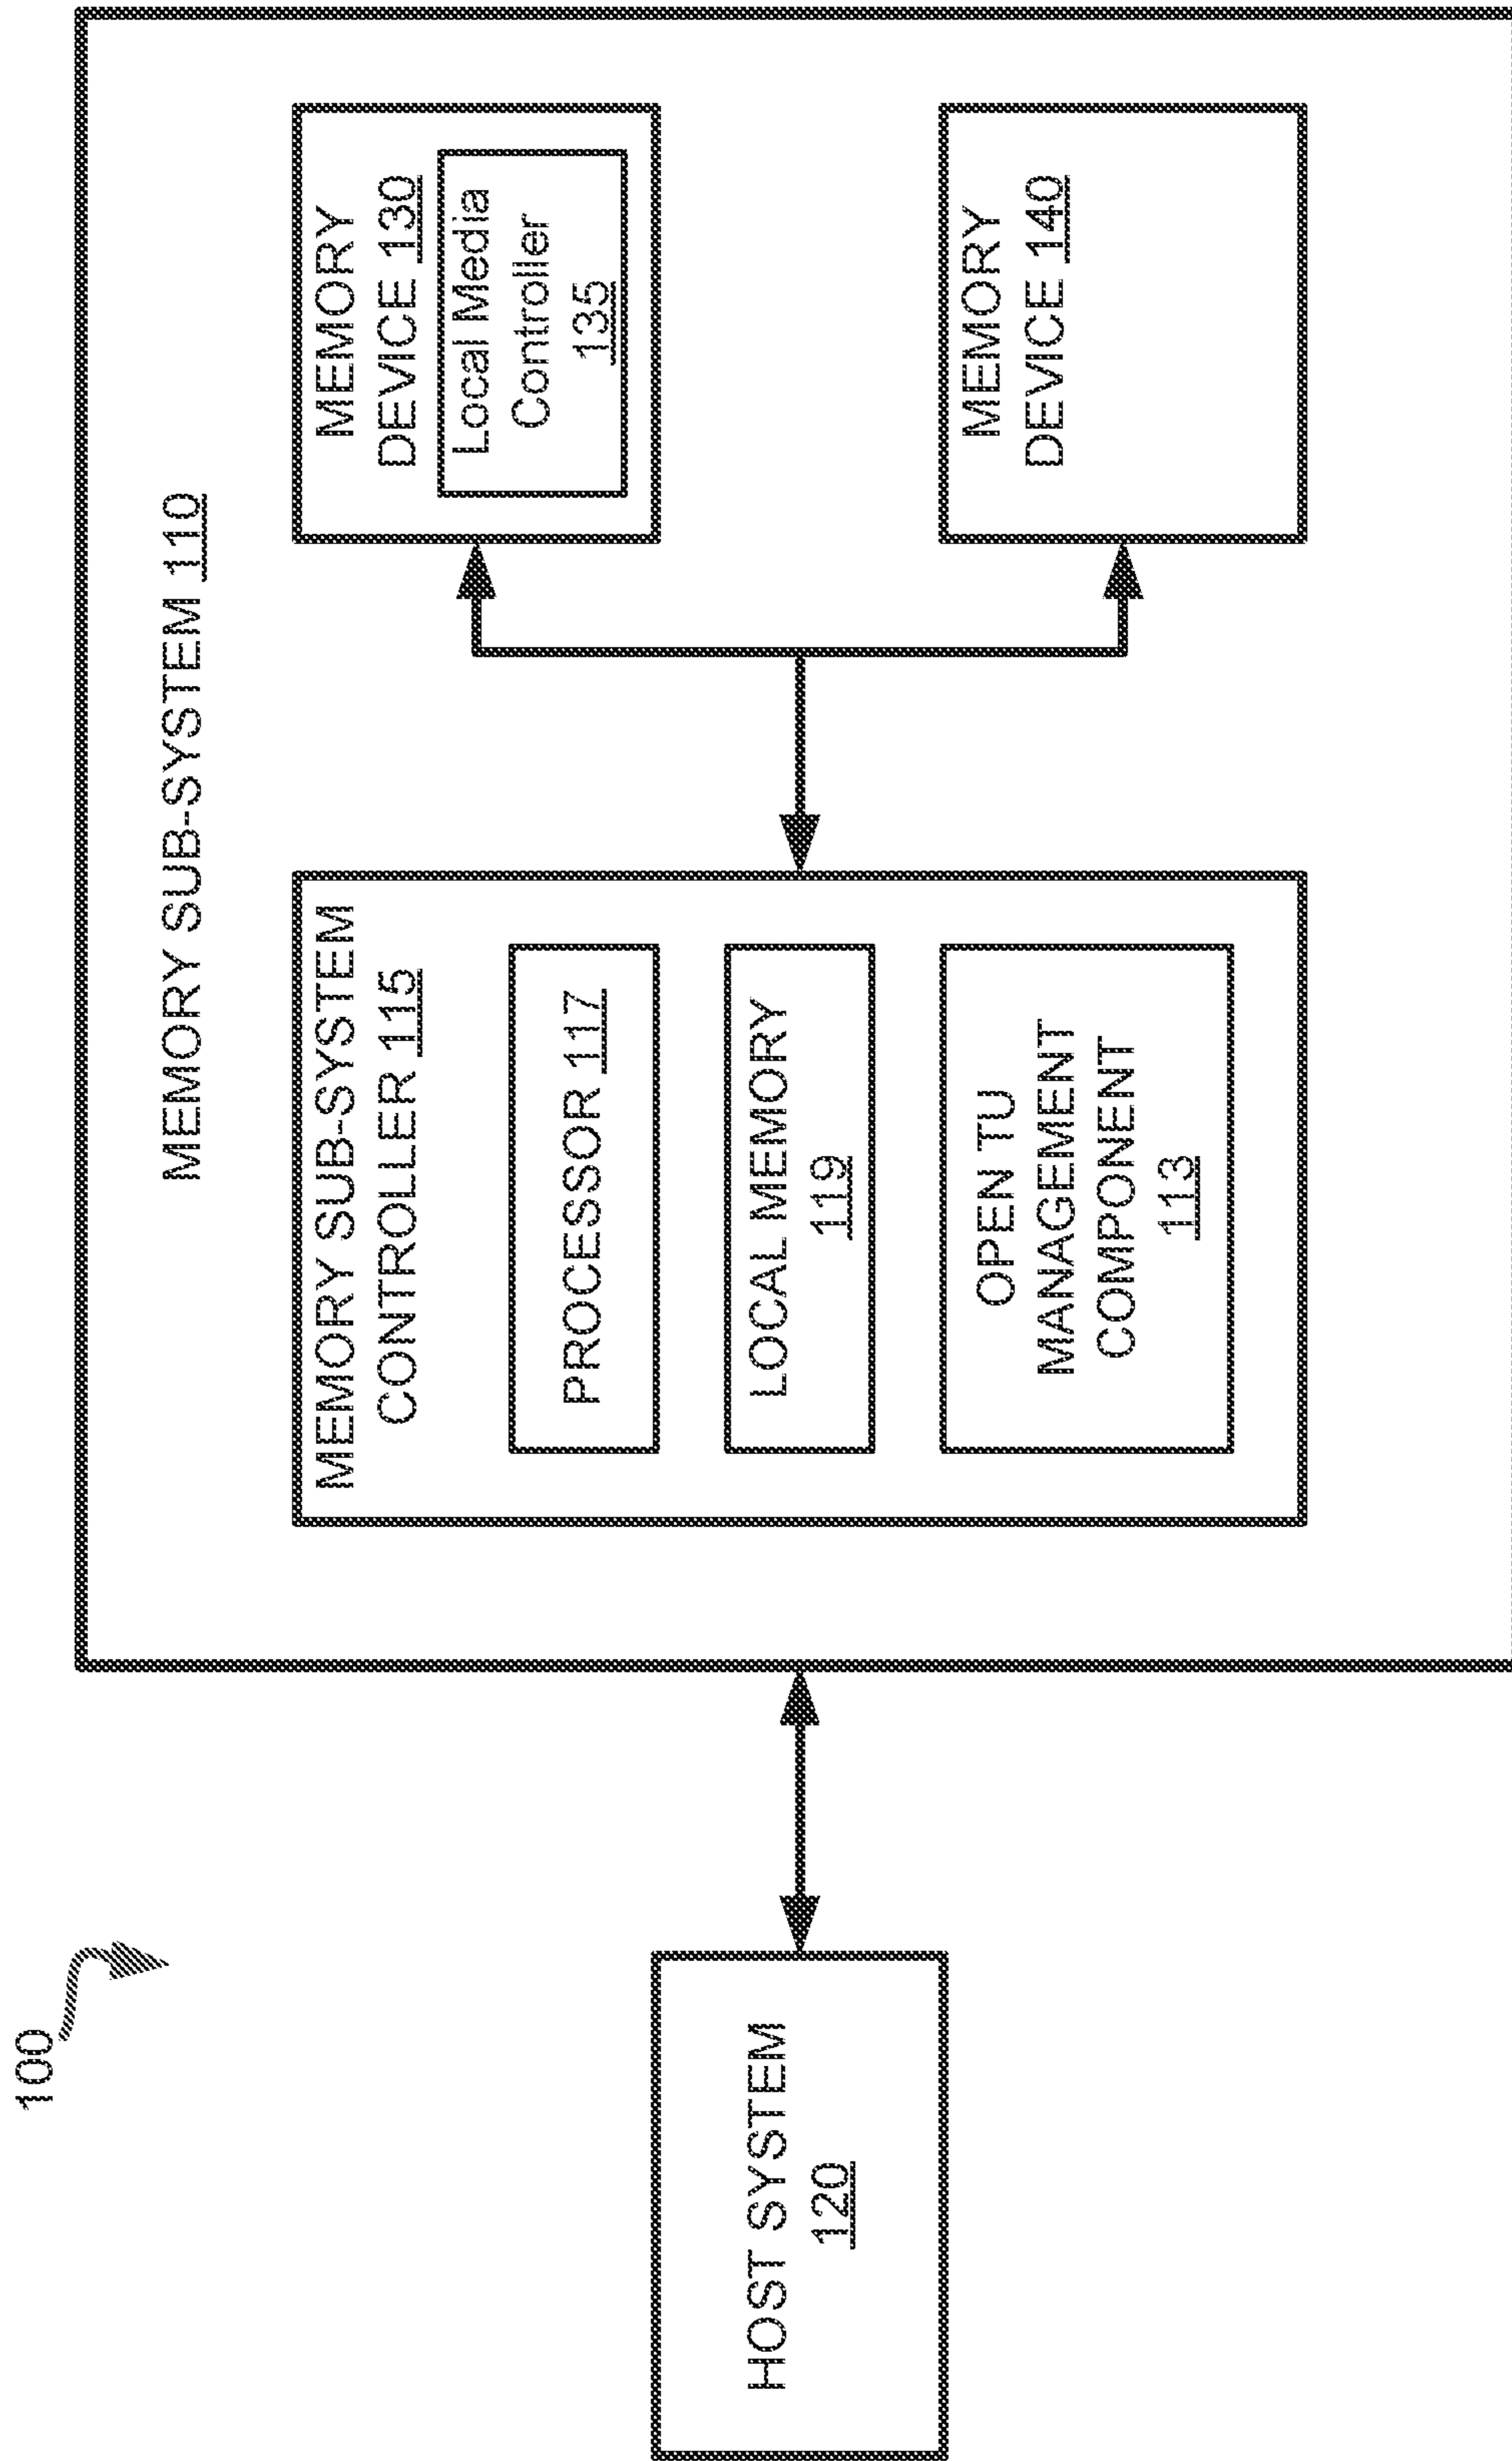 100
MEMORY SUB-SYSTEM 110
MEMORY SUB-SYSTEM
CONTROLLER 115
PROCESSOR 117
LOCAL MEMORY
119
OPEN TU
MANAGEMENT
COMPONENT
113
MEMORY
DEVICE 130
Local Media
Controller
135
MEMORY
DEVICE 140
HOST SYSTEM
120